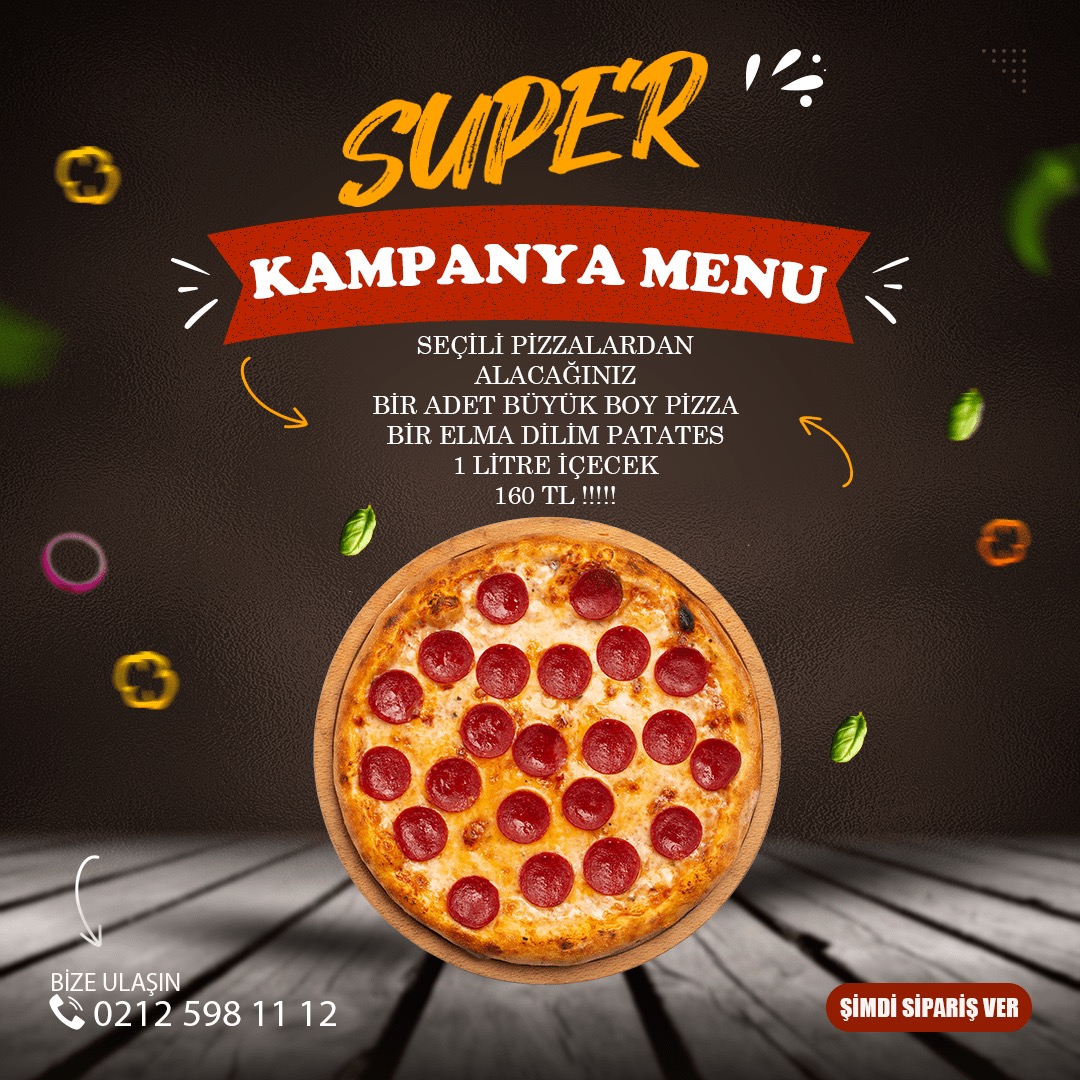 SUPER
KAMPANYA MENU
SEÇİLİ PİZZALARDAN
ALACAĞINIZ
BİR ADET BÜYÜK BOY PİZZA
BİR ELMA DİLİM PATATES
1 LİTRE İÇECEK
160 TL !!!!!
BİZE ULAŞIN
0212 598 11 12
ŞİMDİ SİPARİŞ VER